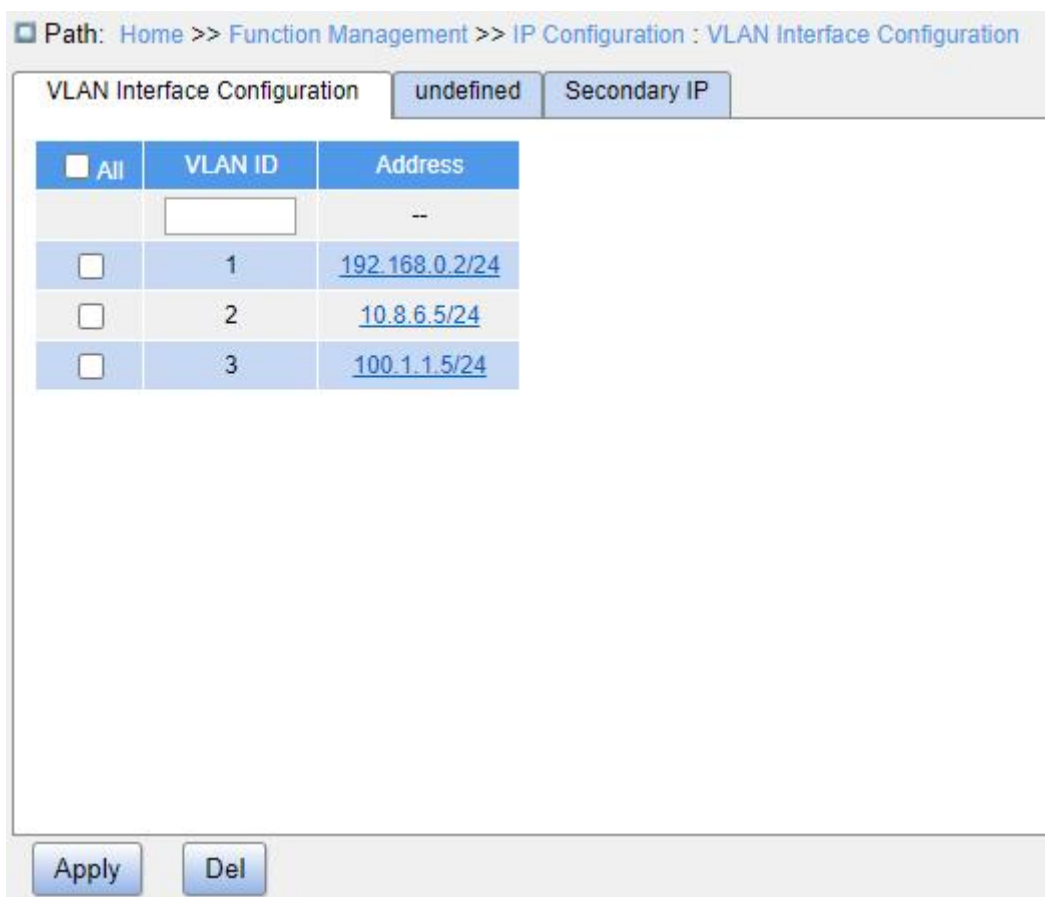 Path: Home >> Function Management >> IP Configuration : VLAN Interface Configuration
VLAN Interface Configuration undefined Secondary IP
All VLAN ID Address
--
1 192.168.0.2/24
2 10.8.6.5/24
3 100.1.1.5/24
Apply Del